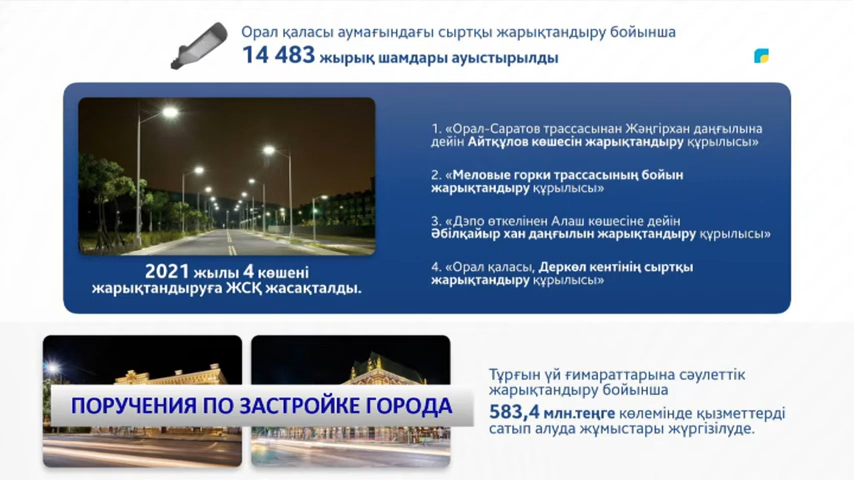 Орал қаласы аумағындағы сыртқы жарықтандыру бойынша
14 483 жырық шамдары ауыстырылды
1. «Орал-Саратов трассасынан Жәңгірхан даңғылына
дейін Айтқұлов көшесін жарықтандыру құрылысы»
2. «Меловые горки трассасының бойын
жарықтандыру құрылысы»
3. «Дэпо өткелінен Алаш көшесіне дейін
Әбілқайыр хан даңғылын жарықтандыру құрылысы»
4. «Орал қаласы, Деркөл кентінің сыртқы
жарықтандыру құрылысы»
2021 жылы 4 көшені
жарықтандыруға ЖСҚ жасақталды.
ПОРУЧЕНИЯ ПО ЗАСТРОЙКЕ ГОРОДА
Тұрғын үй ғимараттарына сәулеттік
жарықтандыру бойынша
583,4 млн.теңге көлемінде қызметтерді
сатып алуда жұмыстары жүргізілуде.